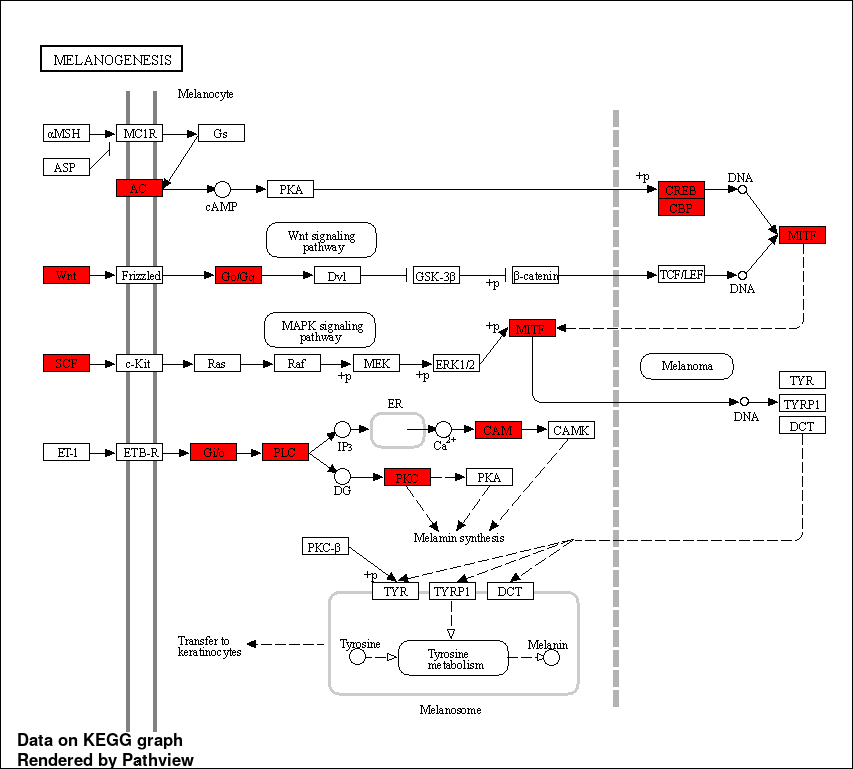 MELANOGENESIS
Melanocyte
αMSH
MC1R
Gs
ASP
AC
cAMP
PKA
+p
CREB
CBP
DNA
MITF
Wnt signaling
pathway
Wnt
Frizzled
Go/Gq
Dvl
GSK-3β
+p
β-catenin
TCF/LEF
DNA
MAPK signaling
pathway
+p
MITF
SCF
c-Kit
Ras
Raf
+p
MEK
+p
ERK1/2
Melanoma
TYR
TYRP1
DCT
DNA
ER
ET-1
ETB-R
Gi/o
PLC
IP3
Ca2+
CAM
CAMK
DG
PKC
PKA
Melamin synthesis
PKC-β
+p
TYR
TYRP1
DCT
Transfer to
keratinocytes
Tyrosine
Tyrosine
metabolism
Melanin
Melanosome
Data on KEGG graph
Rendered by Pathview